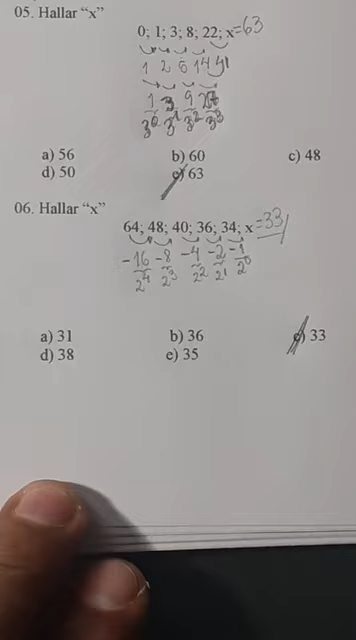 05. Hallar “x”
0; 1; 3; 8; 22; x=63
1 2 5 14 41
1 3 9 27
3⁰ 3¹ 3² 3³
a) 56 b) 60 c) 48
d) 50 e) 63
06. Hallar “x”
64; 48; 40; 36; 34; x=33
-16 -8 -4 -2 -1
2⁴ 2³ 2² 2¹ 2⁰
a) 31 b) 36 c) 33
d) 38 e) 35